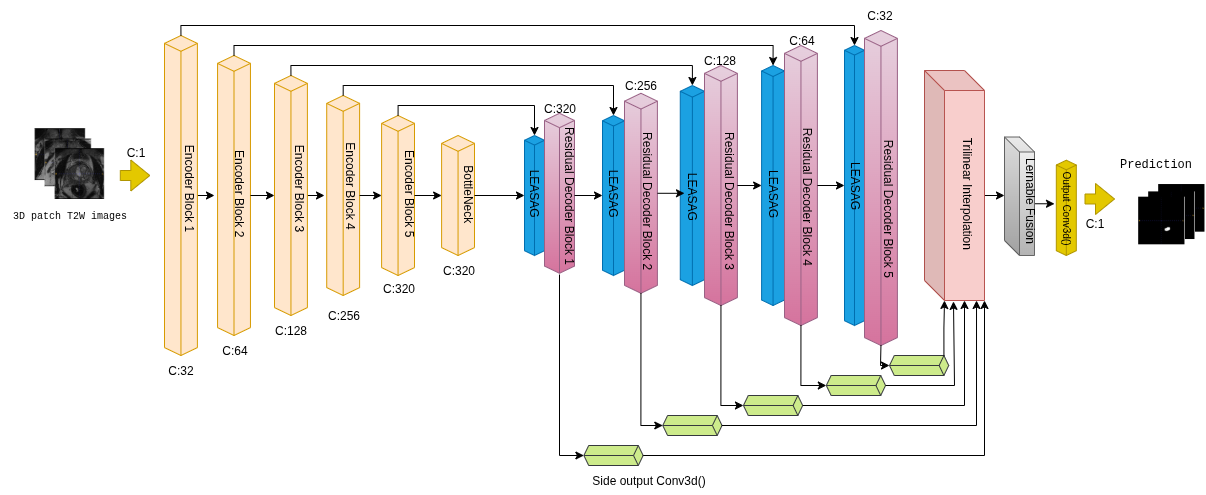 3D patch T2W images
C:1
Encoder Block 1
C:32
Encoder Block 2
C:64
Encoder Block 3
C:128
Encoder Block 4
C:256
Encoder Block 5
C:320
BottleNeck
C:320
LEASAG
C:320
Residual Decoder Block 1
LEASAG
C:256
Residual Decoder Block 2
LEASAG
C:128
Residual Decoder Block 3
LEASAG
C:64
Residual Decoder Block 4
LEASAG
C:32
Residual Decoder Block 5
Trilinear Interpolation
Lernable Fusion
Output Conv3d()
C:1
Prediction
Side output Conv3d()